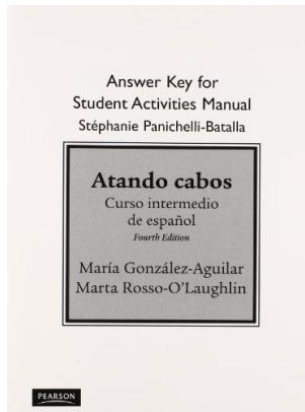 Answer Key for
Student Activities Manual
Stéphanie Panichelli-Batalla
Atando cabos
Curso intermedio
de español
Fourth Edition
María González-Aguilar
Marta Rosso-O'Laughlin
PEARSON